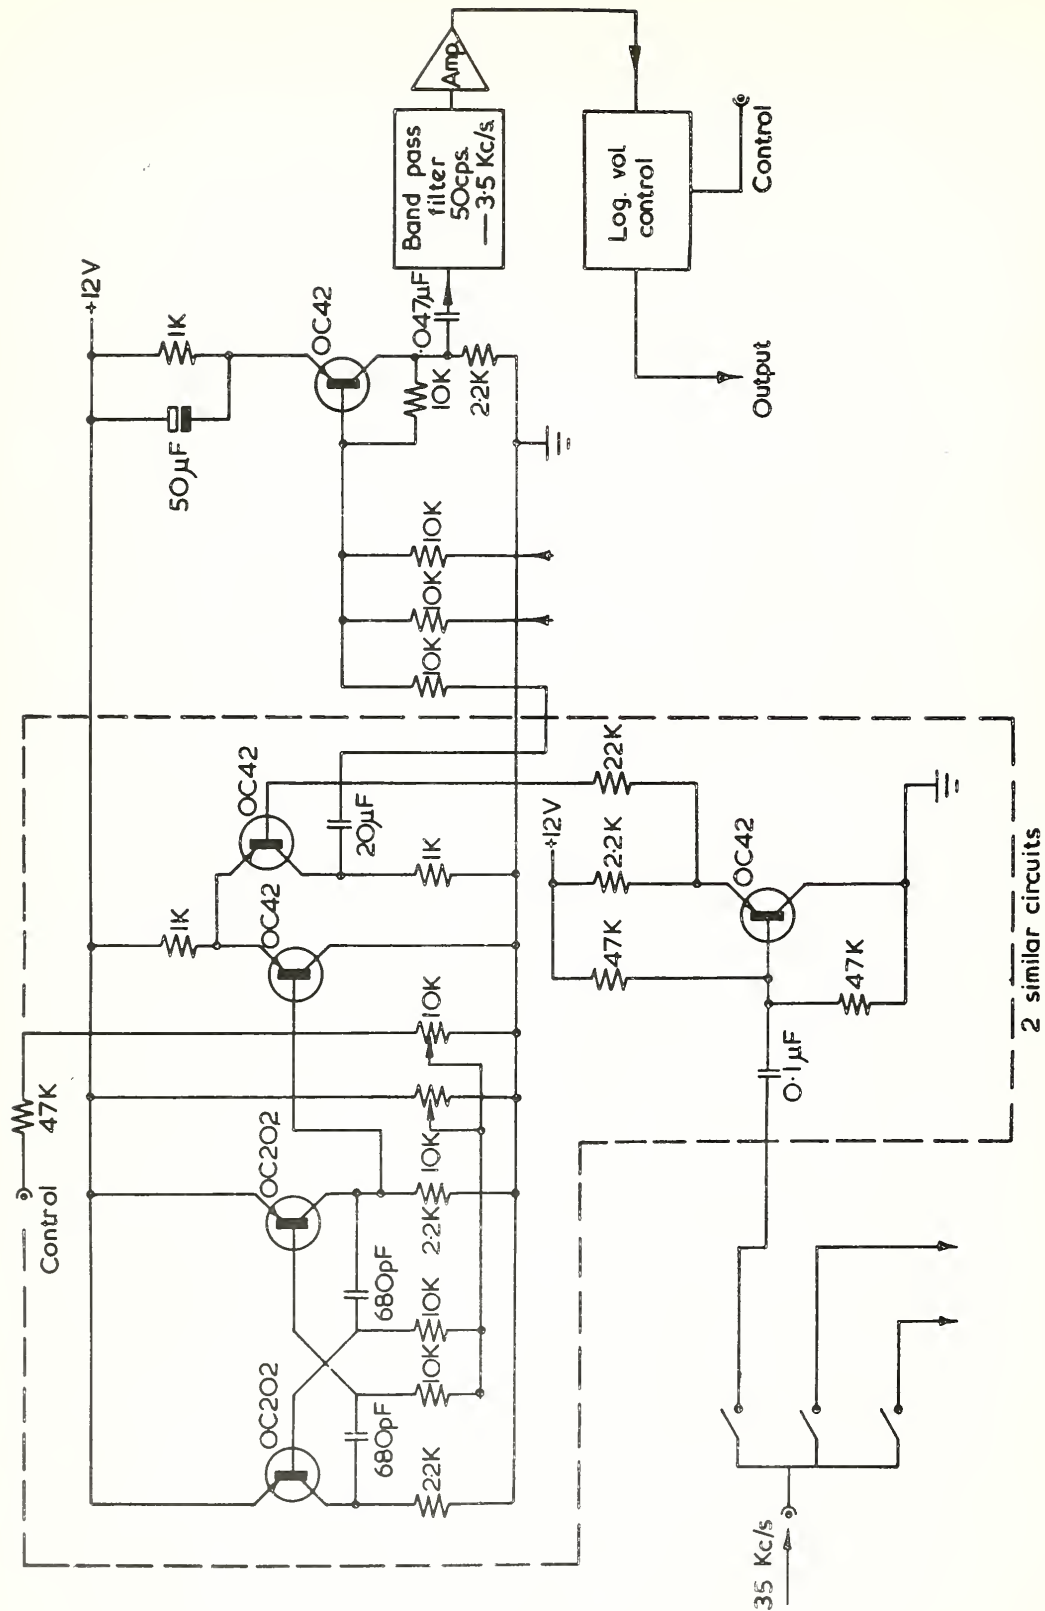 Control
47K
+12V
50µF
1K
OC42
OC42
1K
OC42
OC202
OC202
.047µF
Band pass
filter
50cps.
— 3·5 Kc/s
Amp
20µF
680pF
680pF
22K
10K
10K
2·2K
10K
10K
1K
10K
10K
10K
10K
2·2K
Log. vol
control
Control
Output
+12V
47K
2·2K
22K
OC42
0·1µF
47K
35 Kc/s
2 similar circuits